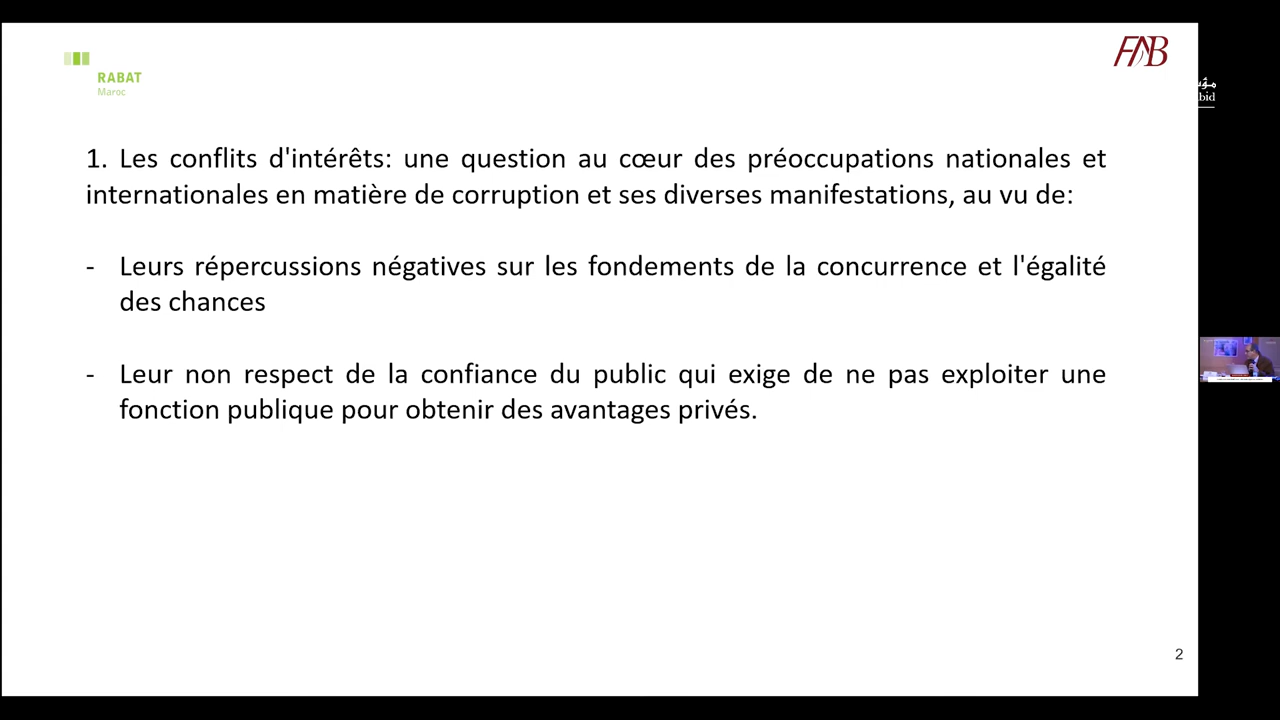 RABAT
Maroc
FAB
bid
1. Les conflits d'intérêts: une question au cœur des préoccupations nationales et
internationales en matière de corruption et ses diverses manifestations, au vu de:
- Leurs répercussions négatives sur les fondements de la concurrence et l'égalité
des chances
- Leur non respect de la confiance du public qui exige de ne pas exploiter une
fonction publique pour obtenir des avantages privés.
2